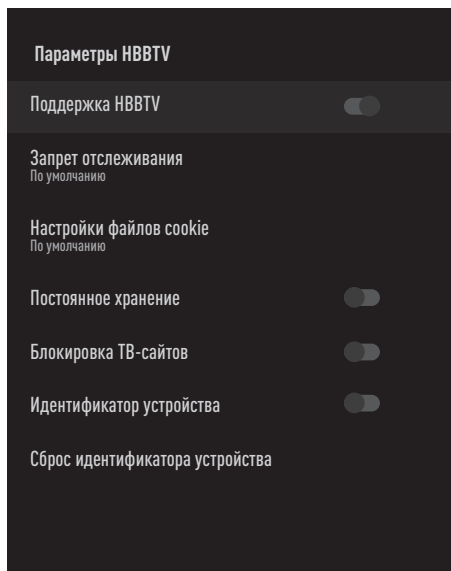 Параметры HBBTV
Поддержка HBBTV
Запрет отслеживания
По умолчанию
Настройки файлов cookie
По умолчанию
Постоянное хранение
Блокировка ТВ-сайтов
Идентификатор устройства
Сброс идентификатора устройства